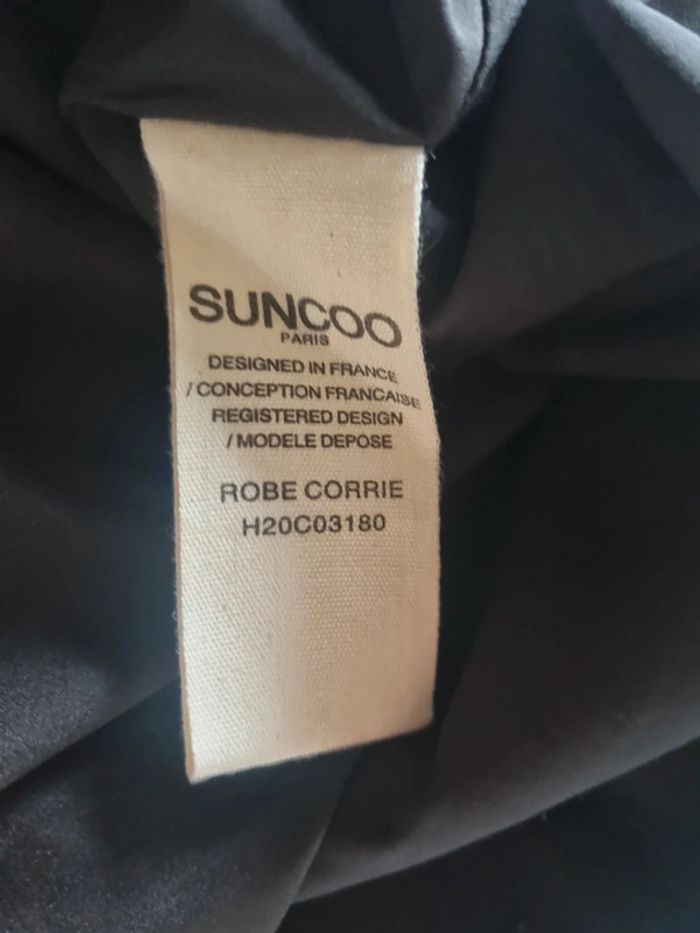 SUNCOO
PARIS
DESIGNED IN FRANCE
/ CONCEPTION FRANCAISE
REGISTERED DESIGN
/ MODELE DEPOSE
ROBE CORRIE
H20C03180